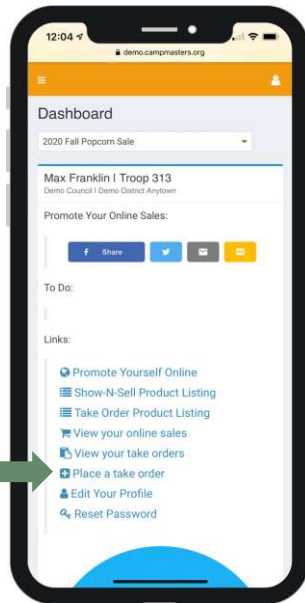 12:04
demo.campmasters.org
Dashboard
2020 Fall Popcorn Sale
Max Franklin | Troop 313
Demo Council | Demo District Anytown
Promote Your Online Sales:
f Share
To Do:
Links:
Promote Yourself Online
Show-N-Sell Product Listing
Take Order Product Listing
View your online sales
View your take orders
Place a take order
Edit Your Profile
Reset Password